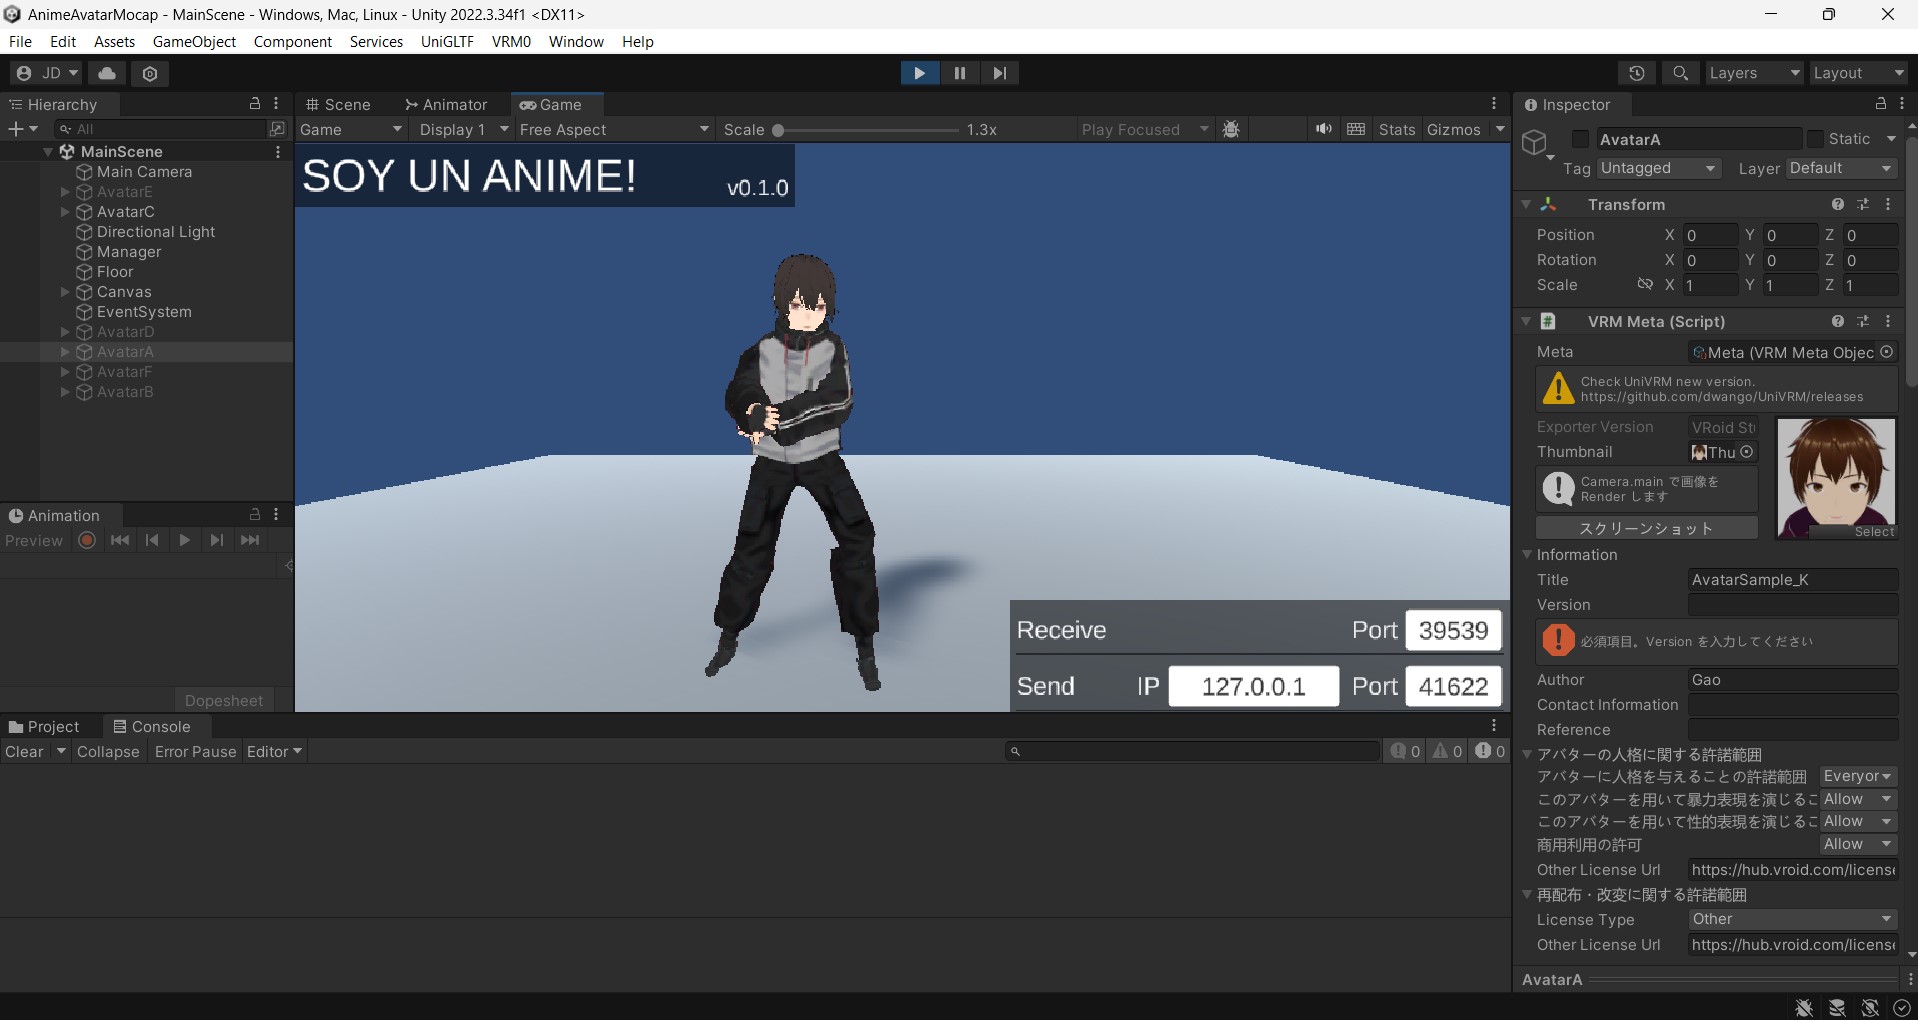 AnimeAvatarMocap - MainScene - Windows, Mac, Linux - Unity 2022.3.34f1 <DX11>
File Edit Assets GameObject Component Services UniGLTF VRM0 Window Help
JD
Layers
Layout
Hierarchy
All
MainScene
Main Camera
AvatarE
AvatarC
Directional Light
Manager
Floor
Canvas
EventSystem
AvatarD
AvatarA
AvatarF
AvatarB
Animation
Preview
Dopesheet
Scene Animator Game
Game Display 1 Free Aspect Scale 1.3x Play Focused Stats Gizmos
SOY UN ANIME!
v0.1.0
Receive Port 39539
Send IP 127.0.0.1 Port 41622
Project Console
Clear Collapse Error Pause Editor
0 0 0
Inspector
AvatarA Static
Tag Untagged Layer Default
Transform
Position X 0 Y 0 Z 0
Rotation X 0 Y 0 Z 0
Scale X 1 Y 1 Z 1
# VRM Meta (Script)
Meta Meta (VRM Meta Objec
Check UniVRM new version.
https://github.com/dwango/UniVRM/releases
Exporter Version VRoid St
Thumbnail Thu
Camera.main で画像を
Render します
スクリーンショット
Select
Information
Title AvatarSample_K
Version
必須項目。Version を入力してください
Author Gao
Contact Information
Reference
アバターの人格に関する許諾範囲
アバターに人格を与えることの許諾範囲 Everyor
このアバターを用いて暴力表現を演じるこ Allow
このアバターを用いて性的表現を演じるこ Allow
商用利用の許可 Allow
Other License Url https://hub.vroid.com/license
再配布・改変に関する許諾範囲
License Type Other
Other License Url https://hub.vroid.com/license
AvatarA